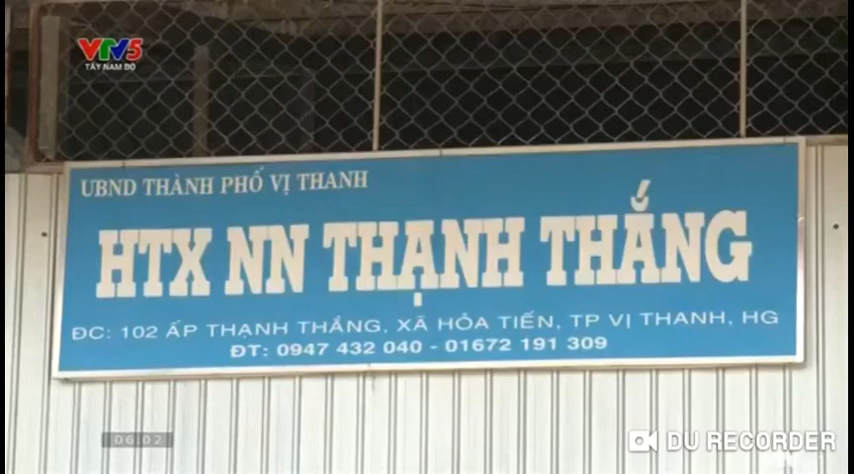 VTV5
TÂY NAM BỘ
UBND THÀNH PHỐ VỊ THANH
HTX NN THẠNH THẮNG
ĐC: 102 ẤP THẠNH THẮNG, XÃ HỎA TIẾN, TP VỊ THANH, HG
ĐT: 0947 432 040 - 01672 191 309
06:02
DU RECORDER